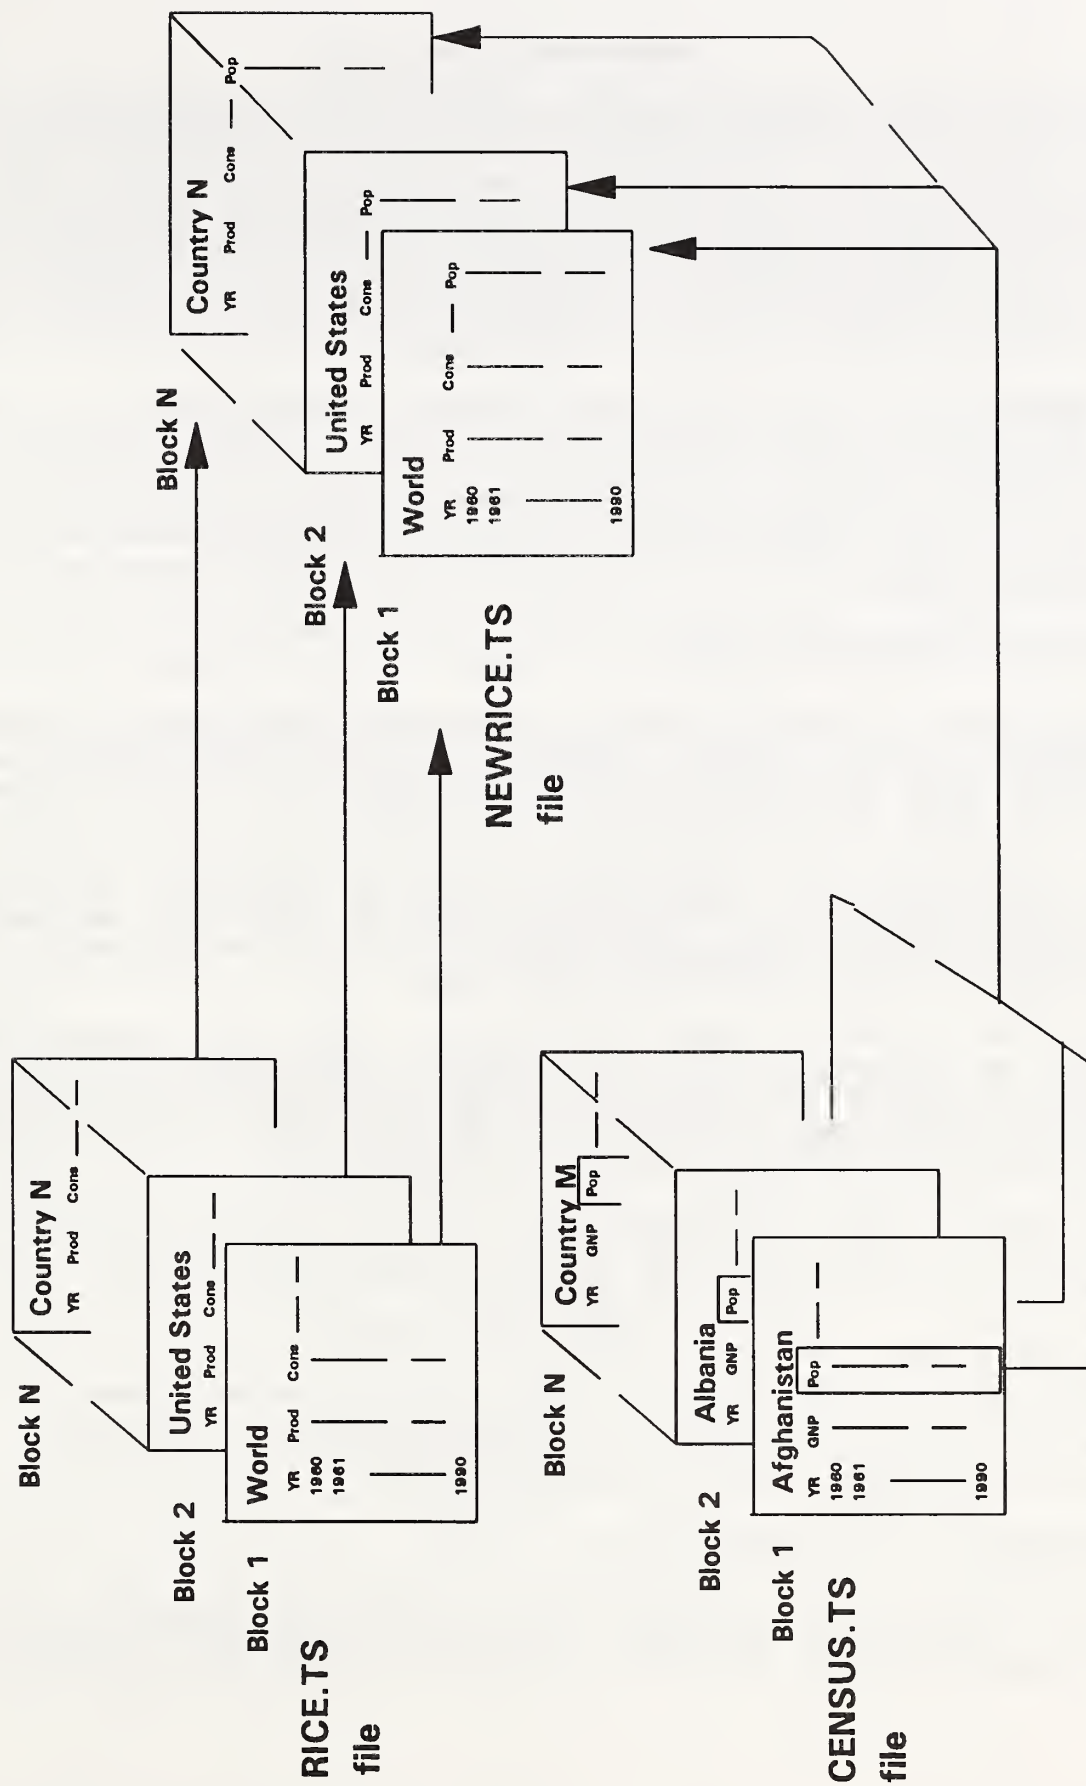 Block N
Country N
YR Prod Cons
Block 2
United States
YR Prod Cons
Block 1
World
YR Prod Cons
1960
1961
1990
RICE.TS
file
Block N
Country M
YR GNP Pop
Block 2
Albania
YR GNP Pop
Block 1
Afghanistan
YR GNP Pop
1960
1961
1990
CENSUS.TS
file
Block N
Country N
YR Prod Cons Pop
Block 2
United States
YR Prod Cons Pop
Block 1
World
YR Prod Cons Pop
1960
1961
1990
NEWRICE.TS
file